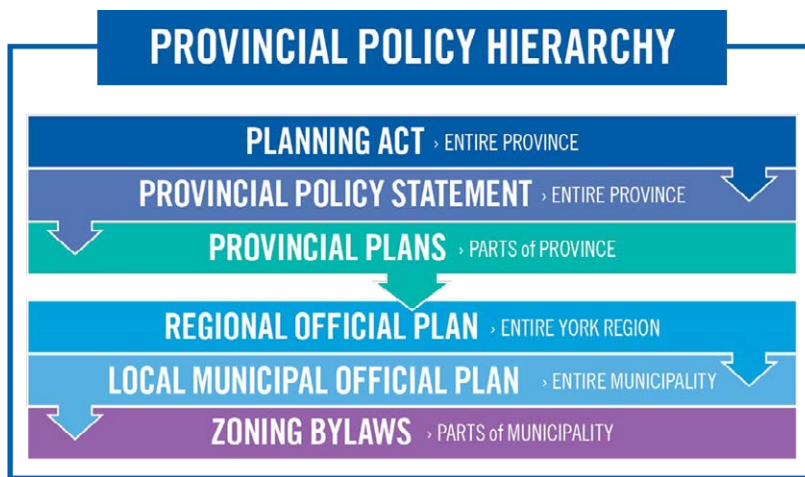 PROVINCIAL POLICY HIERARCHY
PLANNING ACT › ENTIRE PROVINCE
PROVINCIAL POLICY STATEMENT › ENTIRE PROVINCE
PROVINCIAL PLANS › PARTS of PROVINCE
REGIONAL OFFICIAL PLAN › ENTIRE YORK REGION
LOCAL MUNICIPAL OFFICIAL PLAN › ENTIRE MUNICIPALITY
ZONING BYLAWS › PARTS of MUNICIPALITY